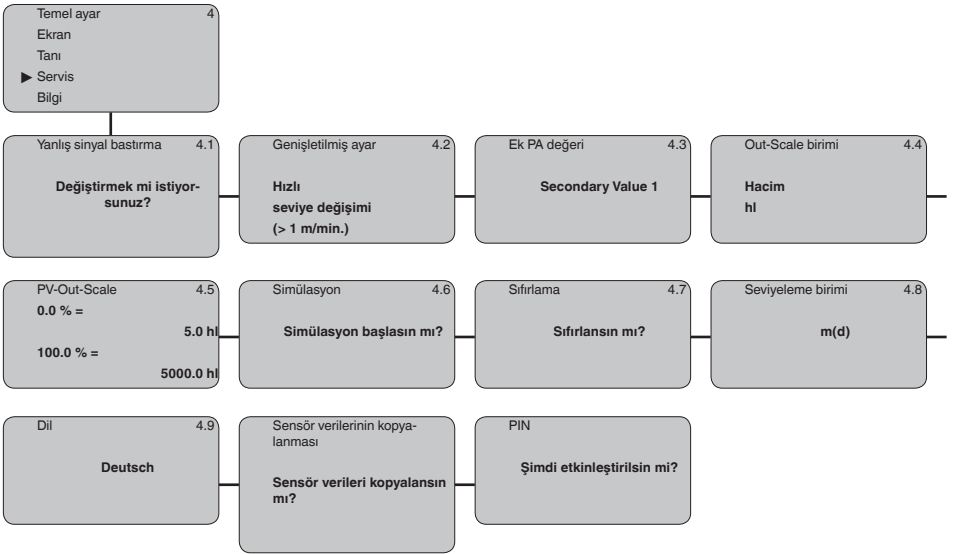 Temel ayar 4
Ekran
Tanı
▶ Servis
Bilgi
Yanlış sinyal bastırma 4.1
Değiştirmek mi istiyor-
sunuz?
Genişletilmiş ayar 4.2
Hızlı
seviye değişimi
(> 1 m/min.)
Ek PA değeri 4.3
Secondary Value 1
Out-Scale birimi 4.4
Hacim
hl
PV-Out-Scale 4.5
0.0 % =
5.0 hl
100.0 % =
5000.0 hl
Simülasyon 4.6
Simülasyon başlasın mı?
Sıfırlama 4.7
Sıfırlansın mı?
Seviyeleme birimi 4.8
m(d)
Dil 4.9
Deutsch
Sensör verilerinin kopya-
lanması
Sensör verileri kopyalansın
mı?
PIN
Şimdi etkinleştirilsin mi?